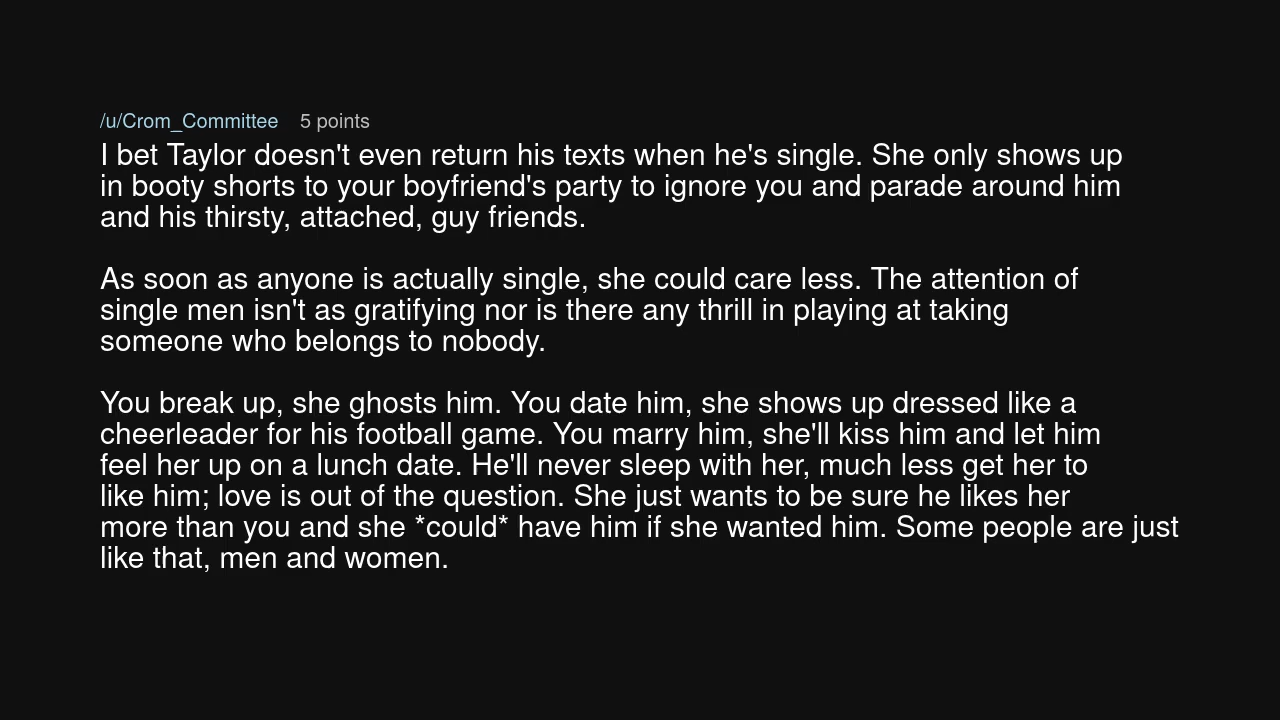 /u/Crom_Committee 5 points
I bet Taylor doesn't even return his texts when he's single. She only shows up
in booty shorts to your boyfriend's party to ignore you and parade around him
and his thirsty, attached, guy friends.
As soon as anyone is actually single, she could care less. The attention of
single men isn't as gratifying nor is there any thrill in playing at taking
someone who belongs to nobody.
You break up, she ghosts him. You date him, she shows up dressed like a
cheerleader for his football game. You marry him, she'll kiss him and let him
feel her up on a lunch date. He'll never sleep with her, much less get her to
like him; love is out of the question. She just wants to be sure he likes her
more than you and she *could* have him if she wanted him. Some people are just
like that, men and women.